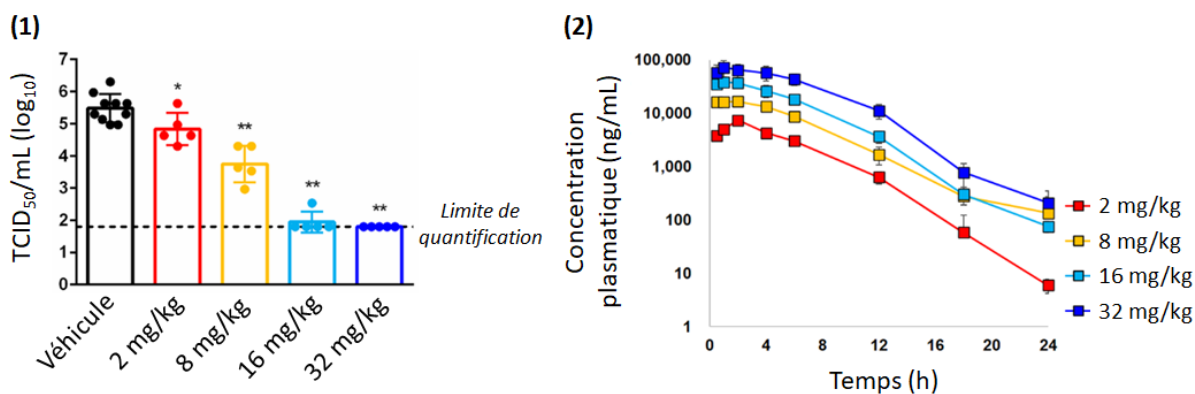 (1)
TCID50/mL (log10)
7
6
5
4
3
2
1
0
*
**
**
**
Limite de
quantification
Véhicule
2 mg/kg
8 mg/kg
16 mg/kg
32 mg/kg
(2)
Concentration
plasmatique (ng/mL)
100,000
10,000
1,000
100
10
1
0
4
8
12
16
20
24
Temps (h)
2 mg/kg
8 mg/kg
16 mg/kg
32 mg/kg